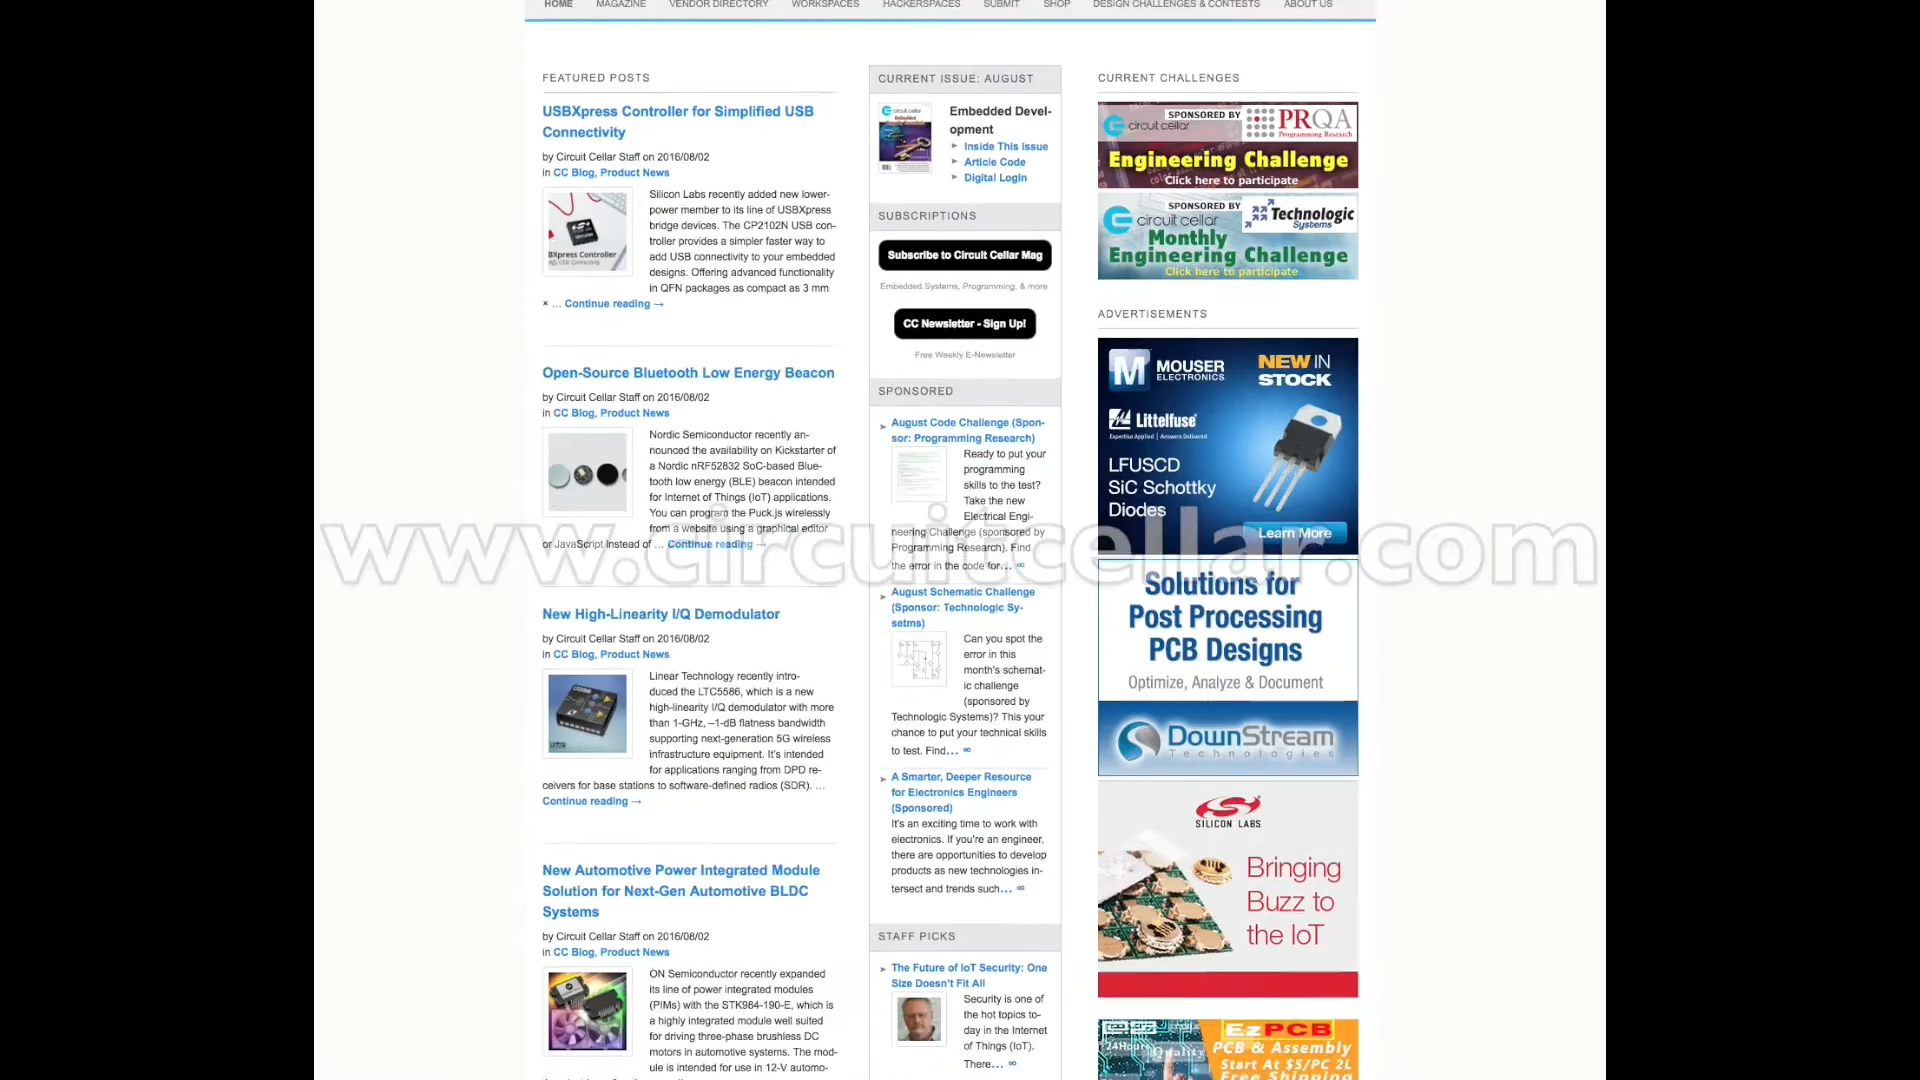 HOME MAGAZINE VENDOR DIRECTORY WORKSPACES HACKERSPACES SUBMIT SHOP DESIGN CHALLENGES & CONTESTS ABOUT US
FEATURED POSTS
USBXpress Controller for Simplified USB
Connectivity
by Circuit Cellar Staff on 2016/08/02
in CC Blog, Product News
Silicon Labs recently added new lower-
power member to its line of USBXpress
bridge devices. The CP2102N USB con-
troller provides a simpler faster way to
add USB connectivity to your embedded
designs. Offering advanced functionality
in QFN packages as compact as 3 mm
× ... Continue reading →
BXpress Controller
Open-Source Bluetooth Low Energy Beacon
by Circuit Cellar Staff on 2016/08/02
in CC Blog, Product News
Nordic Semiconductor recently an-
nounced the availability on Kickstarter of
a Nordic nRF52832 SoC-based Blue-
tooth low energy (BLE) beacon intended
for Internet of Things (IoT) applications.
You can program the Puck.js wirelessly
from a website using a graphical editor
or JavaScript instead of ... Continue reading →
New High-Linearity I/Q Demodulator
by Circuit Cellar Staff on 2016/08/02
in CC Blog, Product News
Linear Technology recently intro-
duced the LTC5586, which is a new
high-linearity I/Q demodulator with more
than 1-GHz, –1-dB flatness bandwidth
supporting next-generation 5G wireless
infrastructure equipment. It's intended
for applications ranging from DPD re-
ceivers for base stations to software-defined radios (SDR). ...
Continue reading →
New Automotive Power Integrated Module
Solution for Next-Gen Automotive BLDC
Systems
by Circuit Cellar Staff on 2016/08/02
in CC Blog, Product News
ON Semiconductor recently expanded
its line of power integrated modules
(PIMs) with the STK984-190-E, which is
a highly integrated module well suited
for driving three-phase brushless DC
motors in automotive systems. The mod-
ule is intended for use in 12-V automo-
CURRENT ISSUE: AUGUST
circuit cellar
Embedded Devel-
opment
Inside This Issue
Article Code
Digital Login
SUBSCRIPTIONS
Subscribe to Circuit Cellar Mag
Embedded Systems, Programming, & more.
CC Newsletter - Sign Up!
Free Weekly E-Newsletter
SPONSORED
August Code Challenge (Spon-
sor: Programming Research)
Ready to put your
programming
skills to the test?
Take the new
Electrical Engi-
neering Challenge (sponsored by
Programming Research). Find
the error in the code for... ∞
August Schematic Challenge
(Sponsor: Technologic Sy-
setms)
Can you spot the
error in this
month's schemat-
ic challenge
(sponsored by
Technologic Systems)? This your
chance to put your technical skills
to test. Find... ∞
A Smarter, Deeper Resource
for Electronics Engineers
(Sponsored)
It's an exciting time to work with
electronics. If you're an engineer,
there are opportunities to develop
products as new technologies in-
tersect and trends such... ∞
STAFF PICKS
The Future of IoT Security: One
Size Doesn't Fit All
Security is one of
the hot topics to-
day in the Internet
of Things (IoT).
There... ∞
CURRENT CHALLENGES
circuit cellar SPONSORED BY PRQA
Programming Research
Engineering Challenge
Click here to participate
circuit cellar SPONSORED BY Technologic
Systems
Monthly
Engineering Challenge
Click here to participate
ADVERTISEMENTS
M MOUSER
ELECTRONICS
NEW IN
STOCK
Littelfuse
Expertise Applied | Answers Delivered
LFUSCD
SiC Schottky
Diodes
Learn More
Solutions for
Post Processing
PCB Designs
Optimize, Analyze & Document
DownStream
Technologies
SILICON LABS
Bringing
Buzz to
the IoT
EzPCB
24Hours
Quality
PCB & Assembly
Start At $5/PC 2L
Free Shipping
www.circuitcellar.com